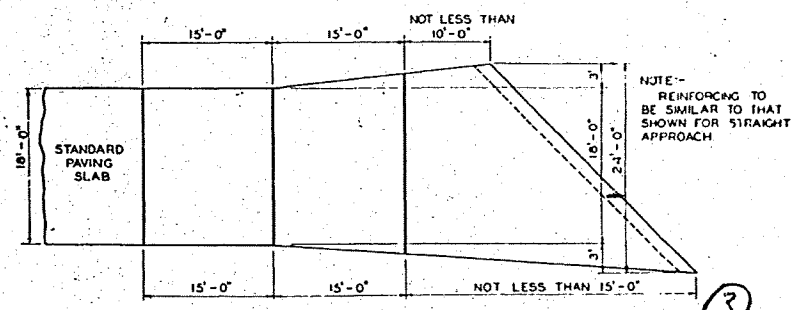 NOT LESS THAN
15'-0" 15'-0" 10'-0"
3'
NOTE:-
REINFORCING TO
BE SIMILAR TO THAT
SHOWN FOR STRAIGHT
APPROACH
18'-0"
STANDARD
PAVING
SLAB
18'-0"
24'-0"
3'
15'-0" 15'-0" NOT LESS THAN 15'-0"